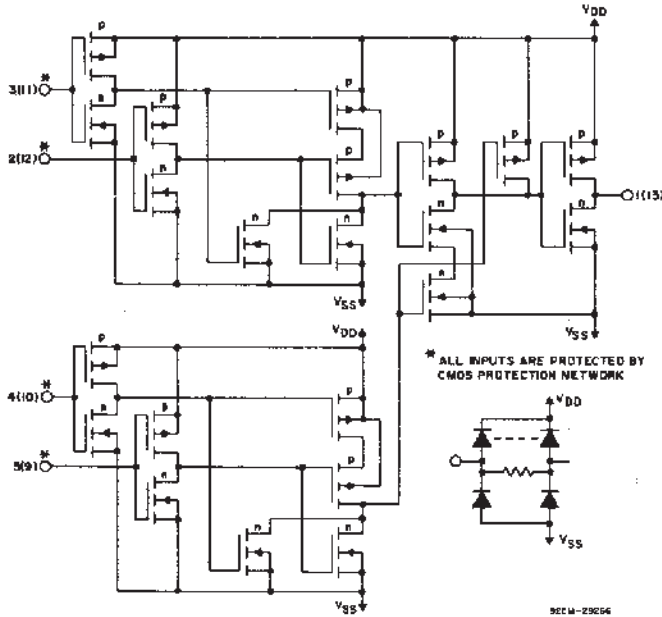 VDD
p
p
p
p
*
3(11)
p
n
p
p
p
*
2(12)
p
n
n
1(13)
n
n
n
n
VSS
VDD
VSS
p
* ALL INPUTS ARE PROTECTED BY
CMOS PROTECTION NETWORK
*
4(10)
p
p
VDD
n
*
5(9)
n
p
n
n
VSS
VSS
92CM-29266